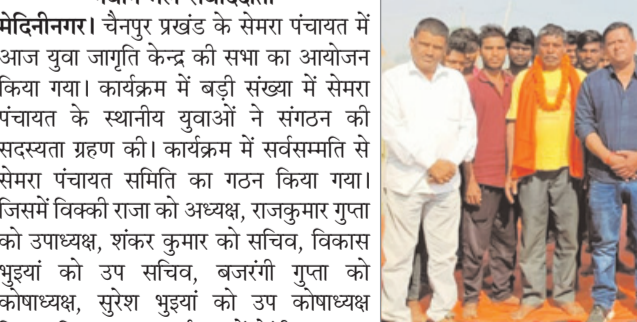 मेदिनीनगर। चैनपुर प्रखंड के सेमरा पंचायत में
आज युवा जागृति केन्द्र की सभा का आयोजन
किया गया। कार्यक्रम में बड़ी संख्या में सेमरा
पंचायत के स्थानीय युवाओं ने संगठन की
सदस्यता ग्रहण की। कार्यक्रम में सर्वसम्मति से
सेमरा पंचायत समिति का गठन किया गया।
जिसमें विक्की राजा को अध्यक्ष, राजकुमार गुप्ता
को उपाध्यक्ष, शंकर कुमार को सचिव, विकास
भुइयां को उप सचिव, बजरंगी गुप्ता को
कोषाध्यक्ष, सुरेश भुइयां को उप कोषाध्यक्ष